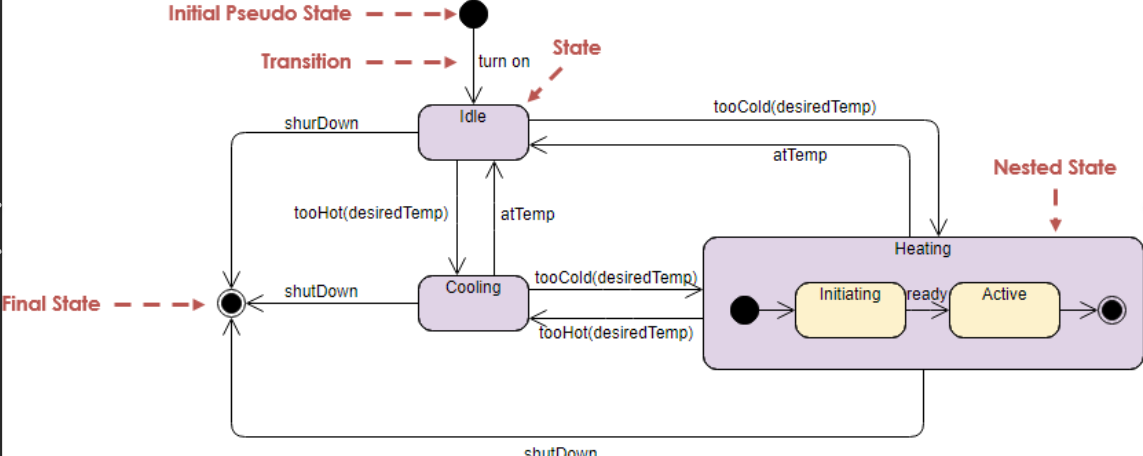 Initial Pseudo State
State
Transition
turn on
Idle
tooCold(desiredTemp)
shurDown
atTemp
Nested State
tooHot(desiredTemp)
atTemp
Heating
Final State
shutDown
Cooling
tooCold(desiredTemp)
Initiating
ready
Active
tooHot(desiredTemp)
shutDown